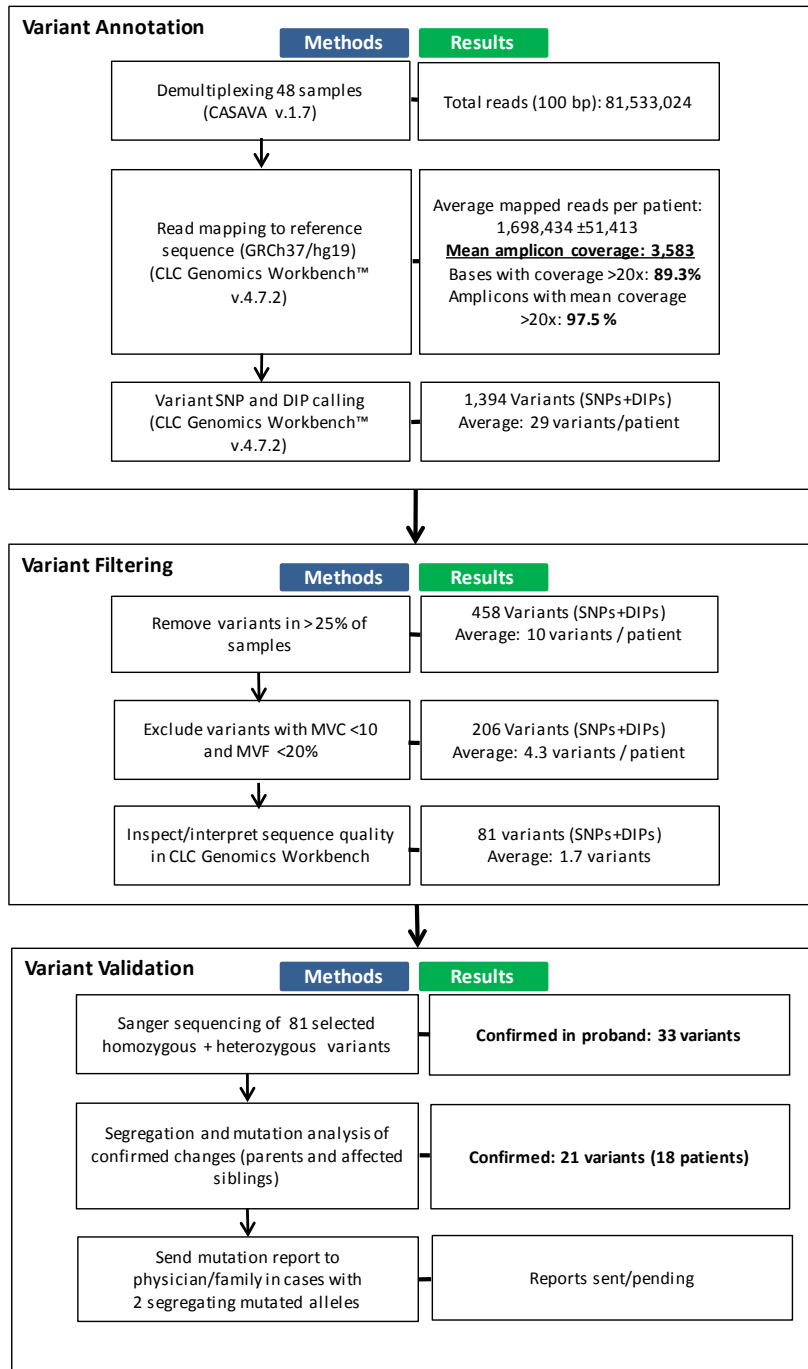 Variant Annotation
Methods
Results
Demultiplexing 48 samples
(CASAVA v.1.7)
Total reads (100 bp): 81,533,024
Read mapping to reference
sequence (GRCh37/hg19)
(CLC Genomics Workbench™
v.4.7.2)
Average mapped reads per patient:
1,698,434 ±51,413
Mean amplicon coverage: 3,583
Bases with coverage >20x: 89.3%
Amplicons with mean coverage
>20x: 97.5 %
Variant SNP and DIP calling
(CLC Genomics Workbench™
v.4.7.2)
1,394 Variants (SNPs+DIPs)
Average: 29 variants/patient
Variant Filtering
Methods
Results
Remove variants in >25% of
samples
458 Variants (SNPs+DIPs)
Average: 10 variants / patient
Exclude variants with MVC <10
and MVF <20%
206 Variants (SNPs+DIPs)
Average: 4.3 variants / patient
Inspect/interpret sequence quality
in CLC Genomics Workbench
81 variants (SNPs+DIPs)
Average: 1.7 variants
Variant Validation
Methods
Results
Sanger sequencing of 81 selected
homozygous + heterozygous variants
Confirmed in proband: 33 variants
Segregation and mutation analysis of
confirmed changes (parents and affected
siblings)
Confirmed: 21 variants (18 patients)
Send mutation report to
physician/family in cases with
2 segregating mutated alleles
Reports sent/pending